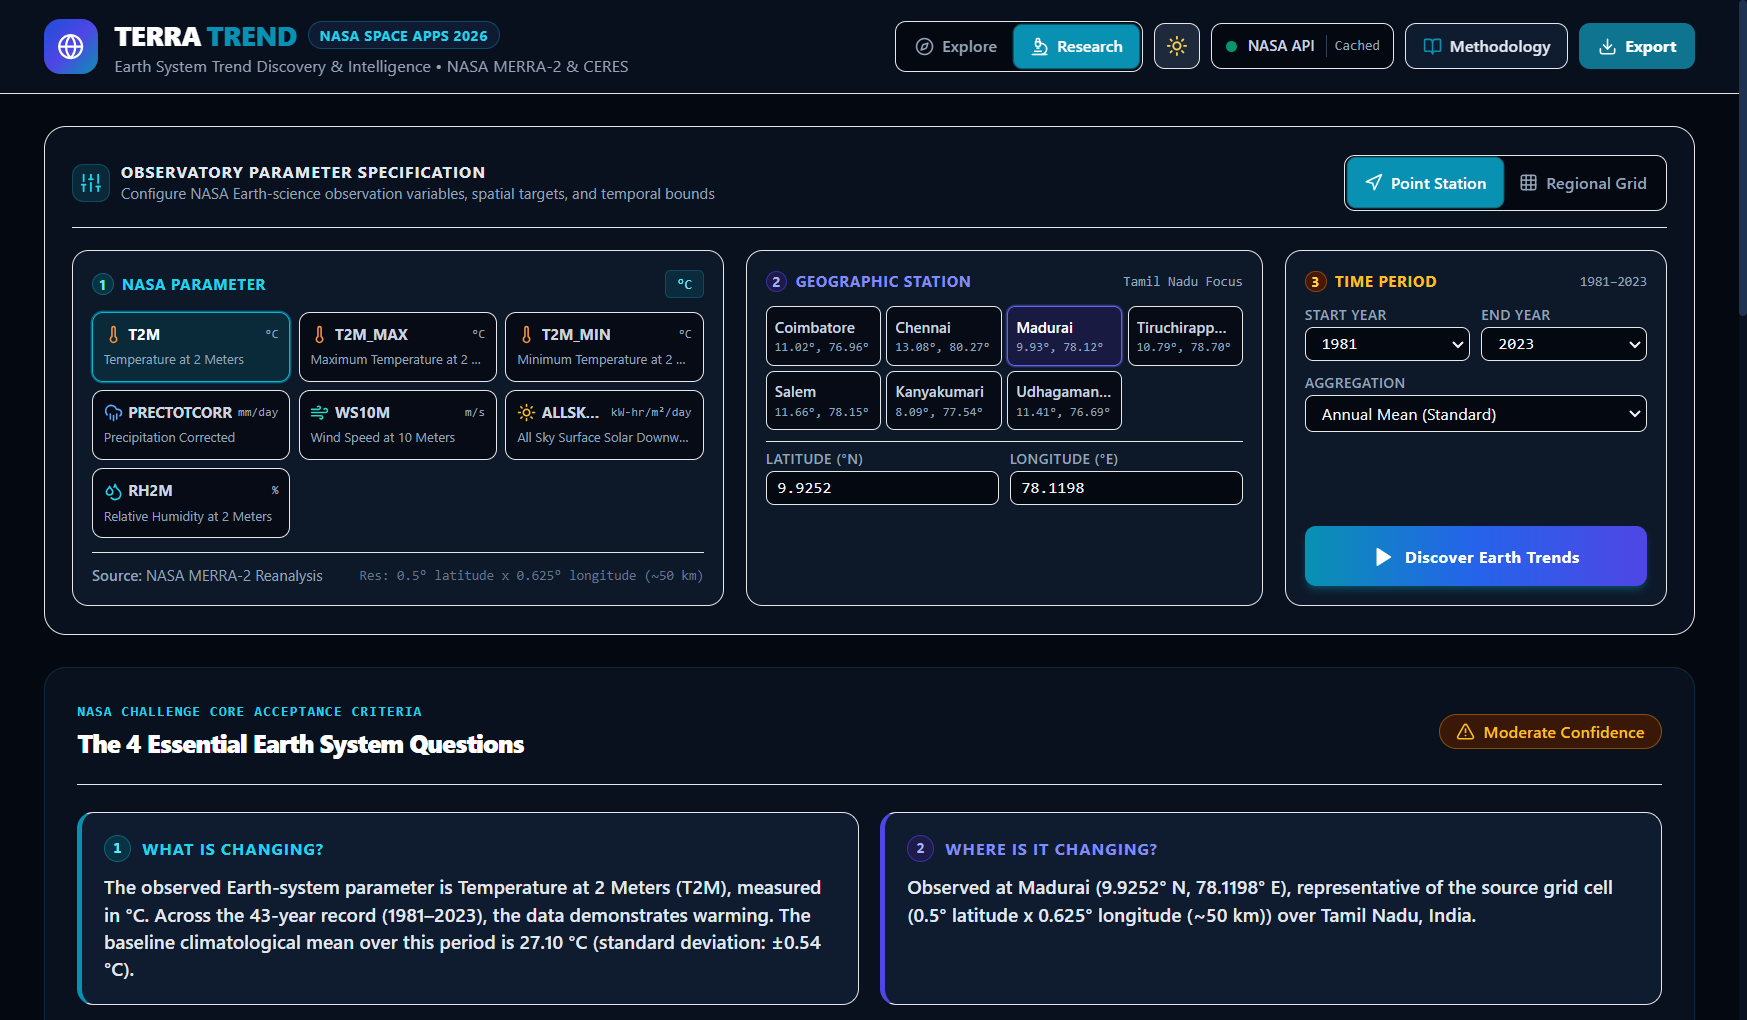 TERRA TREND
NASA SPACE APPS 2026
Earth System Trend Discovery & Intelligence • NASA MERRA-2 & CERES
Explore
Research
NASA API
Cached
Methodology
Export
OBSERVATORY PARAMETER SPECIFICATION
Configure NASA Earth-science observation variables, spatial targets, and temporal bounds
Point Station
Regional Grid
1 NASA PARAMETER
°C
T2M °C
Temperature at 2 Meters
T2M_MAX °C
Maximum Temperature at 2 ...
T2M_MIN °C
Minimum Temperature at 2 ...
PRECTOTCORR mm/day
Precipitation Corrected
WS10M m/s
Wind Speed at 10 Meters
ALLSK... kW-hr/m²/day
All Sky Surface Solar Downw...
RH2M %
Relative Humidity at 2 Meters
Source: NASA MERRA-2 Reanalysis
Res: 0.5° latitude x 0.625° longitude (~50 km)
2 GEOGRAPHIC STATION
Tamil Nadu Focus
Coimbatore
11.02°, 76.96°
Chennai
13.08°, 80.27°
Madurai
9.93°, 78.12°
Tiruchirapp...
10.79°, 78.70°
Salem
11.66°, 78.15°
Kanyakumari
8.09°, 77.54°
Udhagaman...
11.41°, 76.69°
LATITUDE (°N)
9.9252
LONGITUDE (°E)
78.1198
3 TIME PERIOD
1981–2023
START YEAR
1981
END YEAR
2023
AGGREGATION
Annual Mean (Standard)
Discover Earth Trends
NASA CHALLENGE CORE ACCEPTANCE CRITERIA
The 4 Essential Earth System Questions
Moderate Confidence
1 WHAT IS CHANGING?
The observed Earth-system parameter is Temperature at 2 Meters (T2M), measured
in °C. Across the 43-year record (1981–2023), the data demonstrates warming. The
baseline climatological mean over this period is 27.10 °C (standard deviation: ±0.54
°C).
2 WHERE IS IT CHANGING?
Observed at Madurai (9.9252° N, 78.1198° E), representative of the source grid cell
(0.5° latitude x 0.625° longitude (~50 km)) over Tamil Nadu, India.